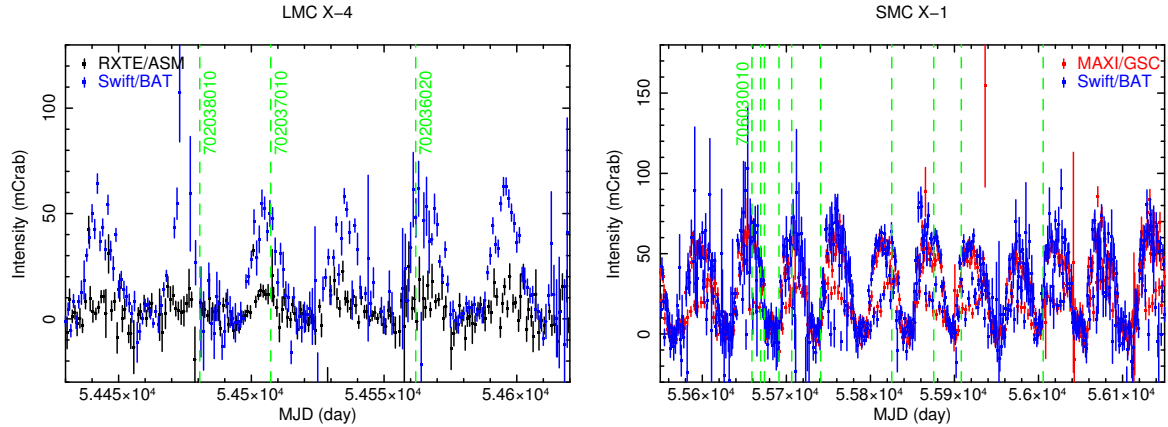 LMC X-4
Intensity (mCrab)
100
50
0
RXTE/ASM
Swift/BAT
702038010
702037010
702036020
5.445×10⁴
5.45×10⁴
5.455×10⁴
5.46×10⁴
MJD (day)
SMC X-1
Intensity (mCrab)
150
100
50
0
MAXI/GSC
Swift/BAT
706030010
5.56×10⁴
5.57×10⁴
5.58×10⁴
5.59×10⁴
5.6×10⁴
5.61×10⁴
MJD (day)